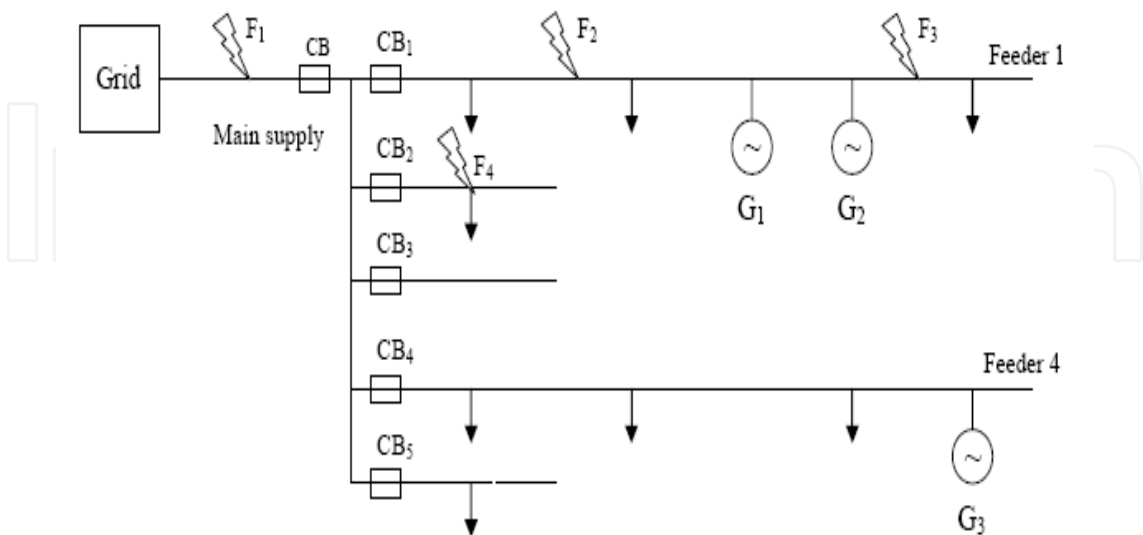 F1
F2
F3
CB
CB1
Feeder 1
Grid
Main supply
CB2
F4
G1
G2
CB3
CB4
Feeder 4
CB5
G3